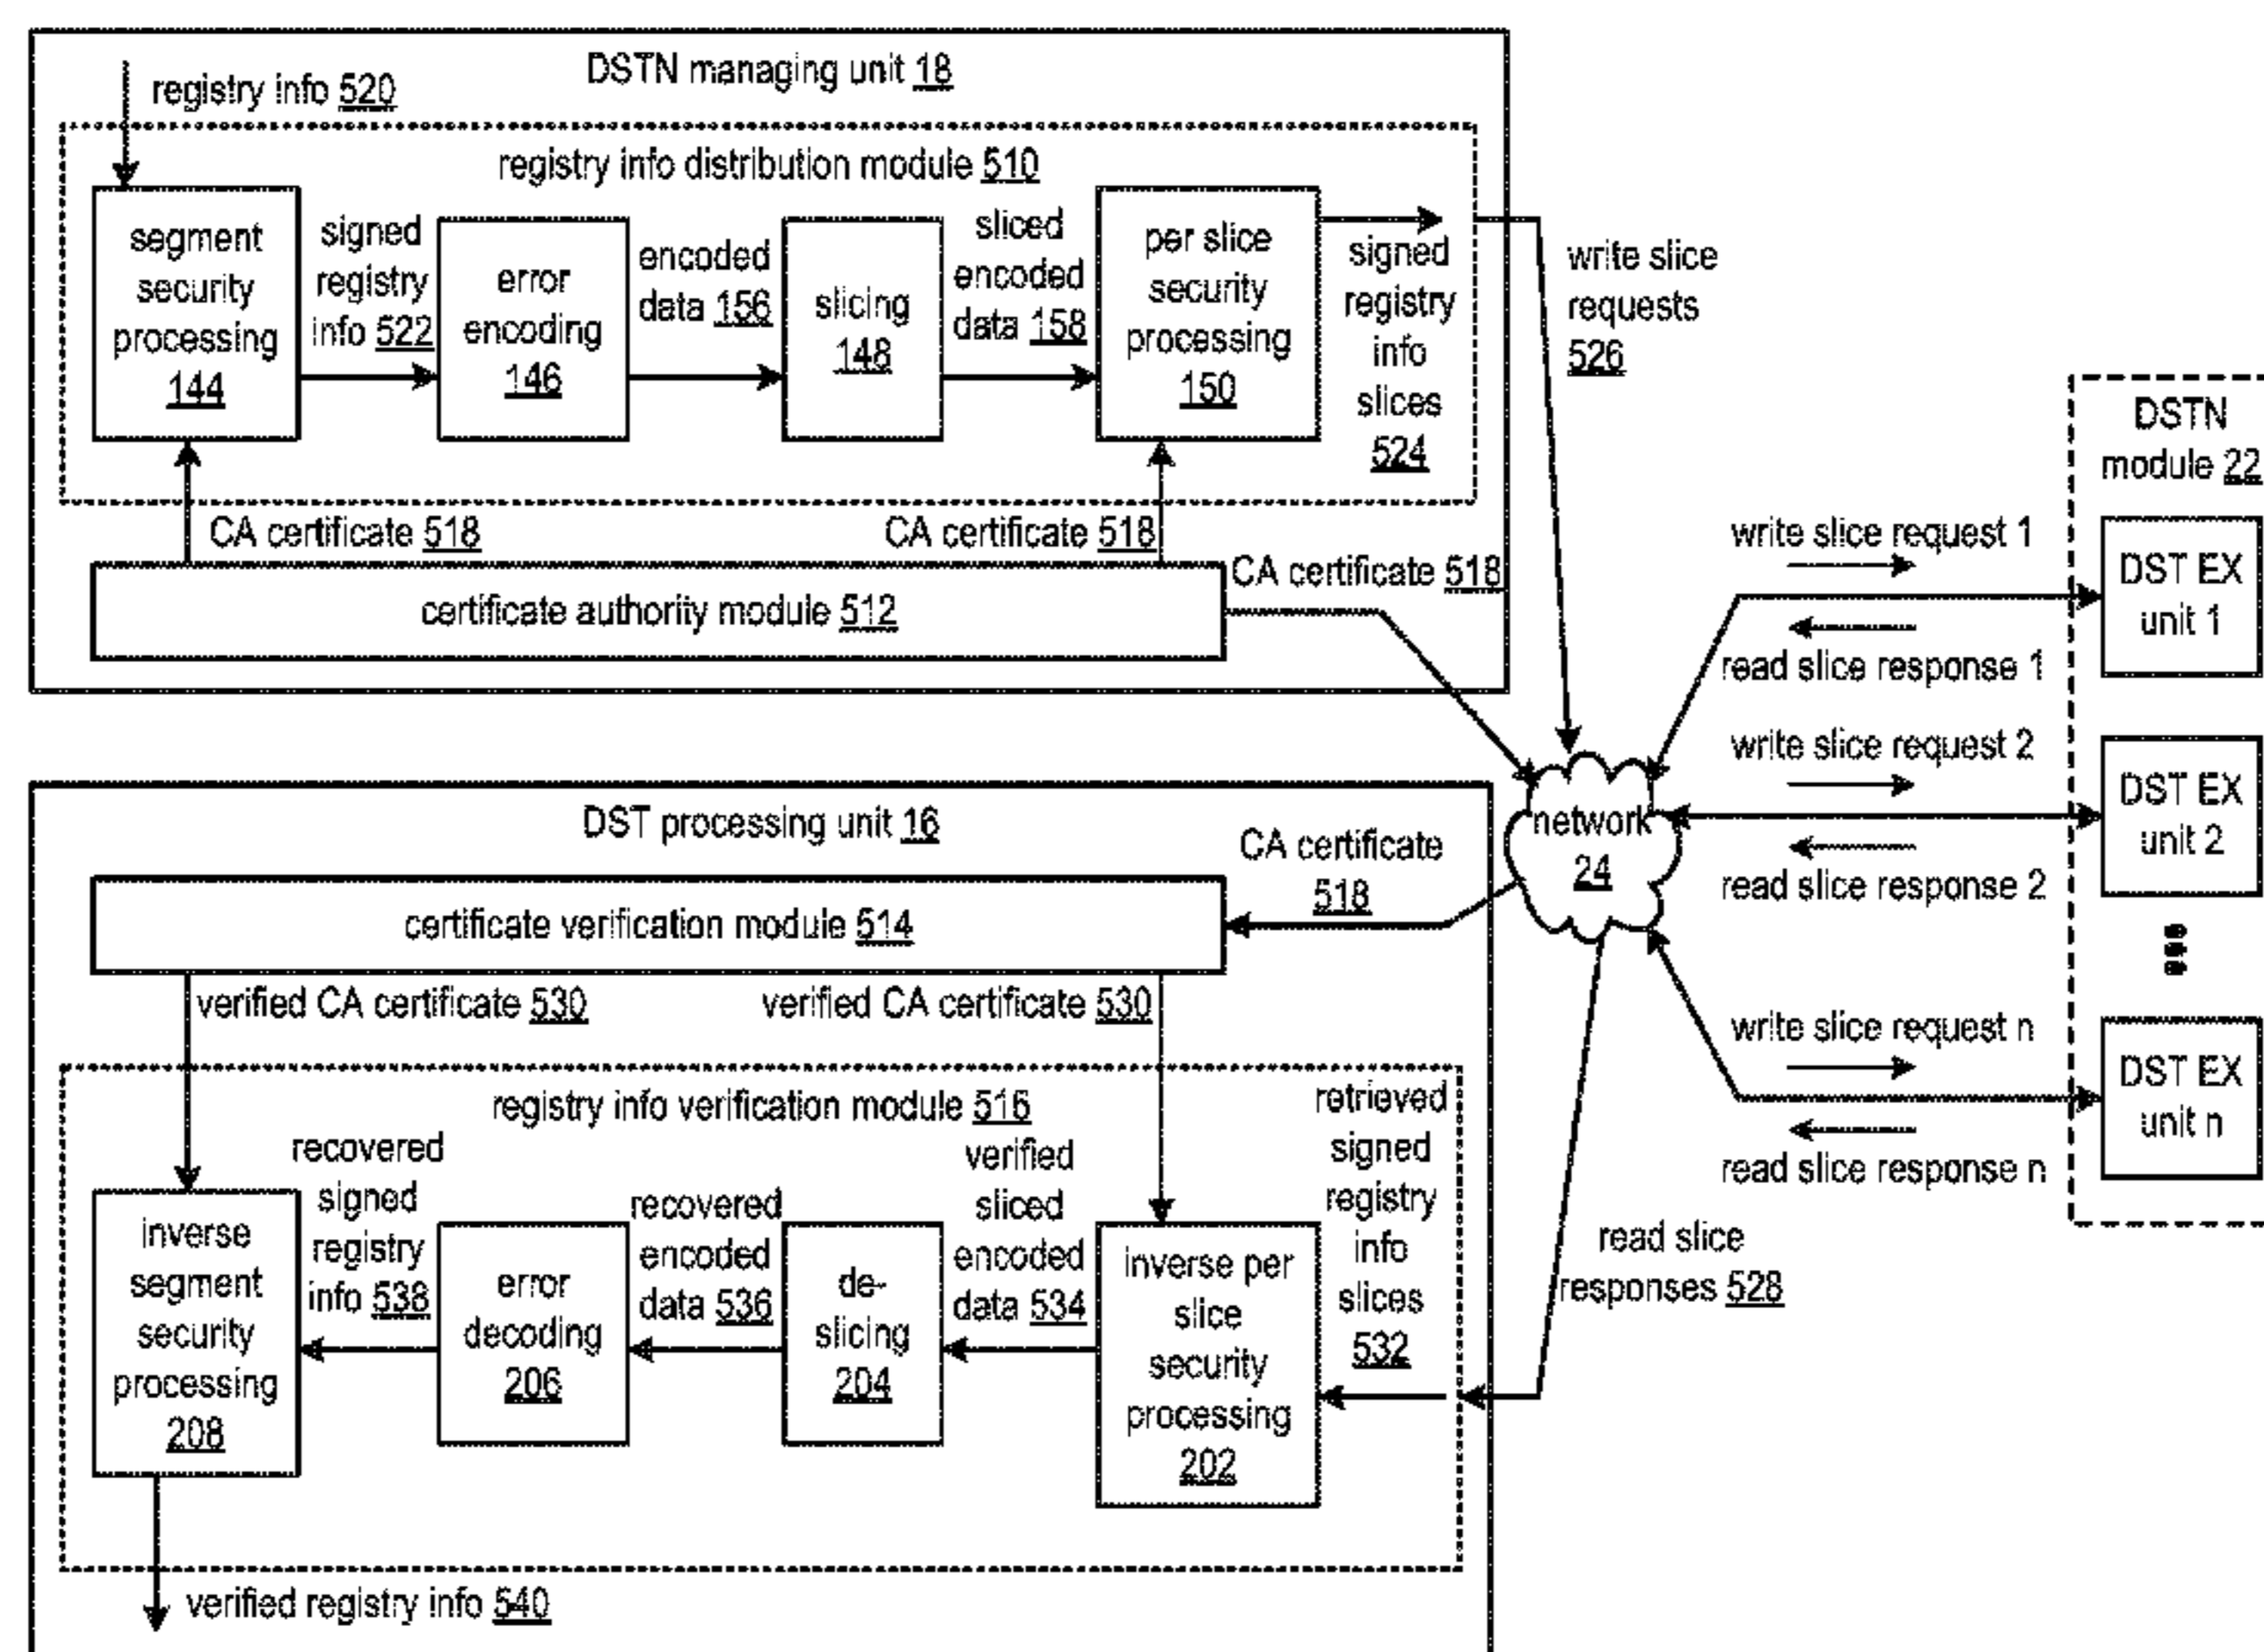 DSTN managing unit 18
registry info 520
registry info distribution module 510
segment
security
processing
144
signed
registry
info 522
error
encoding
146
encoded
data 156
slicing
148
sliced
encoded
data 158
per slice
security
processing
150
signed
registry
info
slices
524
write slice
requests
526
CA certificate 518
CA certificate 518
CA certificate 518
certificate authority module 512
DSTN
module 22
write slice request 1
read slice response 1
DST EX
unit 1
write slice request 2
read slice response 2
DST EX
unit 2
write slice request n
read slice response n
DST EX
unit n
network
24
DST processing unit 16
CA certificate
518
certificate verification module 514
verified CA certificate 530
verified CA certificate 530
registry info verification module 516
inverse
segment
security
processing
208
recovered
signed
registry
info 538
error
decoding
206
recovered
encoded
data 536
de-
slicing
204
verified
sliced
encoded
data 534
inverse per
slice
security
processing
202
retrieved
signed
registry
info
slices
532
read slice
responses 528
verified registry info 540